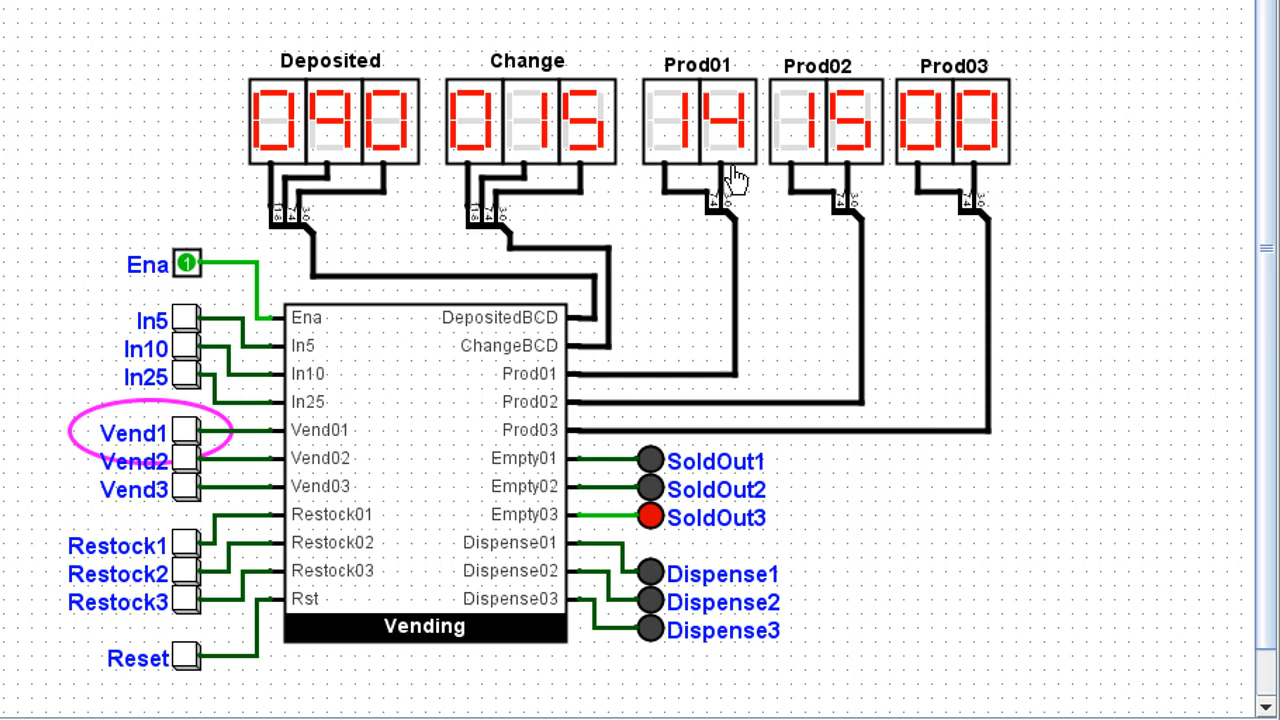 Deposited Change Prod01 Prod02 Prod03
090 015 14 15 00
Ena 1
In5
In10
In25
Vend1
Vend2
Vend3
Restock1
Restock2
Restock3
Reset
Ena DepositedBCD
In5 ChangeBCD
In10 Prod01
In25 Prod02
Vend01 Prod03
Vend02 Empty01 SoldOut1
Vend03 Empty02 SoldOut2
Restock01 Empty03 SoldOut3
Restock02 Dispense01 Dispense1
Restock03 Dispense02 Dispense2
Rst Dispense03 Dispense3
Vending